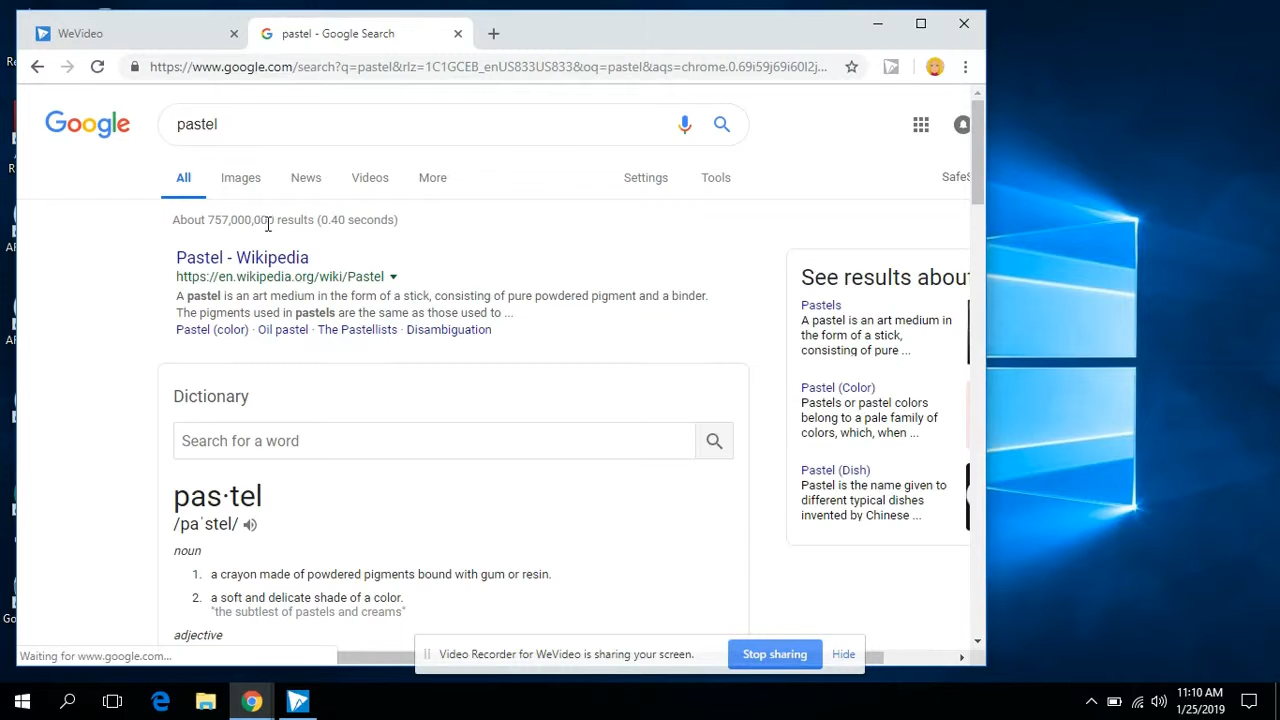 WeVideo
pastel - Google Search
https://www.google.com/search?q=pastel&rlz=1C1GCEB_enUS833US833&oq=pastel&aqs=chrome.0.69i59j69i60l2j...
Google
pastel
All Images News Videos More Settings Tools SafeS
About 757,000,000 results (0.40 seconds)
Pastel - Wikipedia
https://en.wikipedia.org/wiki/Pastel
A pastel is an art medium in the form of a stick, consisting of pure powdered pigment and a binder.
The pigments used in pastels are the same as those used to ...
Pastel (color) · Oil pastel · The Pastellists · Disambiguation
Dictionary
Search for a word
pas·tel
/paˈstel/
noun
1. a crayon made of powdered pigments bound with gum or resin.
2. a soft and delicate shade of a color.
"the subtlest of pastels and creams"
adjective
See results about
Pastels
A pastel is an art medium in
the form of a stick,
consisting of pure ...
Pastel (Color)
Pastels or pastel colors
belong to a pale family of
colors, which, when ...
Pastel (Dish)
Pastel is the name given to
different typical dishes
invented by Chinese ...
Waiting for www.google.com...
Video Recorder for WeVideo is sharing your screen.
Stop sharing
Hide
11:10 AM
1/25/2019